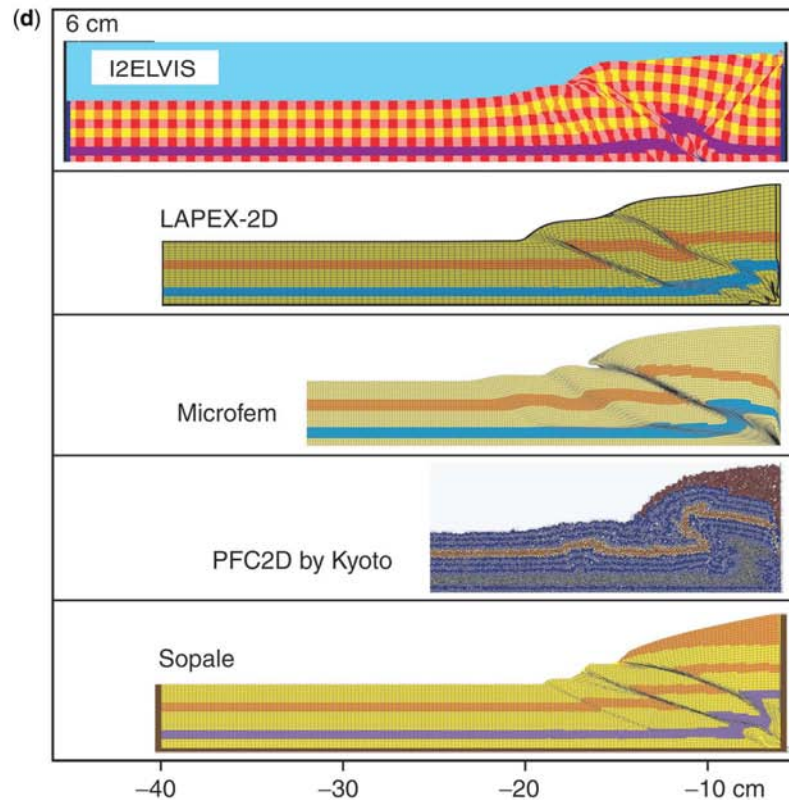 (d)
6 cm
I2ELVIS
LAPEX-2D
Microfem
PFC2D by Kyoto
Sopale
−40 −30 −20 −10 cm